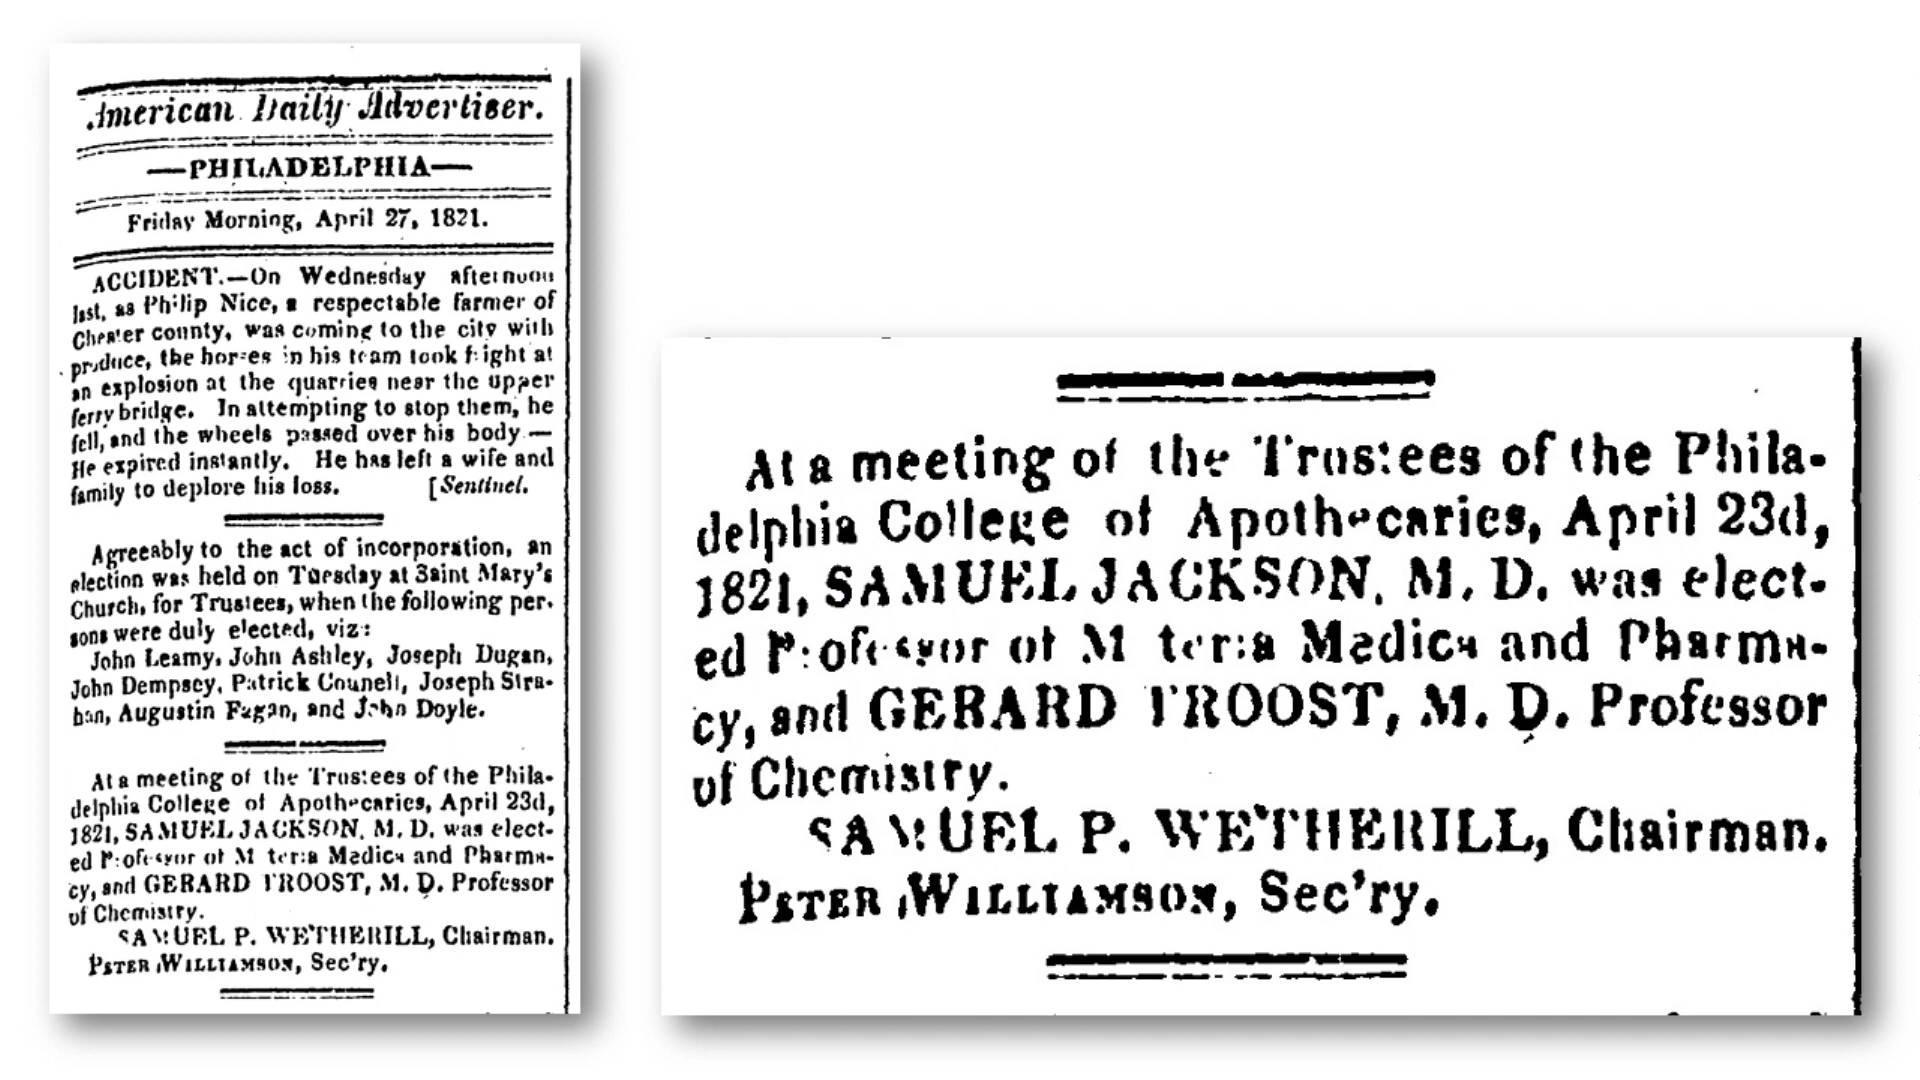 American Daily Advertiser.
—PHILADELPHIA—
Friday Morning, April 27, 1821.
ACCIDENT.—On Wednesday afternoon
last, as Philip Nice, a respectable farmer of
Chester county, was coming to the city with
produce, the horses in his team took fright at
an explosion at the quarries near the upper
ferry bridge. In attempting to stop them, he
fell, and the wheels passed over his body—
He expired instantly. He has left a wife and
family to deplore his loss. [Sentinel.
Agreeably to the act of incorporation, an
election was held on Tuesday at Saint Mary's
Church, for Trustees, when the following per-
sons were duly elected, viz:
John Leamy, John Ashley, Joseph Dugan,
John Dempsey, Patrick Connell, Joseph Stra-
han, Augustin Fagan, and John Doyle.
At a meeting of the Trustees of the Phila-
delphia College of Apothecaries, April 23d,
1821, SAMUEL JACKSON, M. D. was elect-
ed Professor of Materia Medica and Pharma-
cy, and GERARD TROOST, M. D. Professor
of Chemistry.
SAMUEL P. WETHERILL, Chairman.
PETER WILLIAMSON, Sec'ry.
At a meeting of the Trustees of the Phila-
delphia College of Apothecaries, April 23d,
1821, SAMUEL JACKSON, M. D. was elect-
ed Professor of Materia Medica and Pharma-
cy, and GERARD TROOST, M. D. Professor
of Chemistry.
SAMUEL P. WETHERILL, Chairman.
PETER WILLIAMSON, Sec'ry.